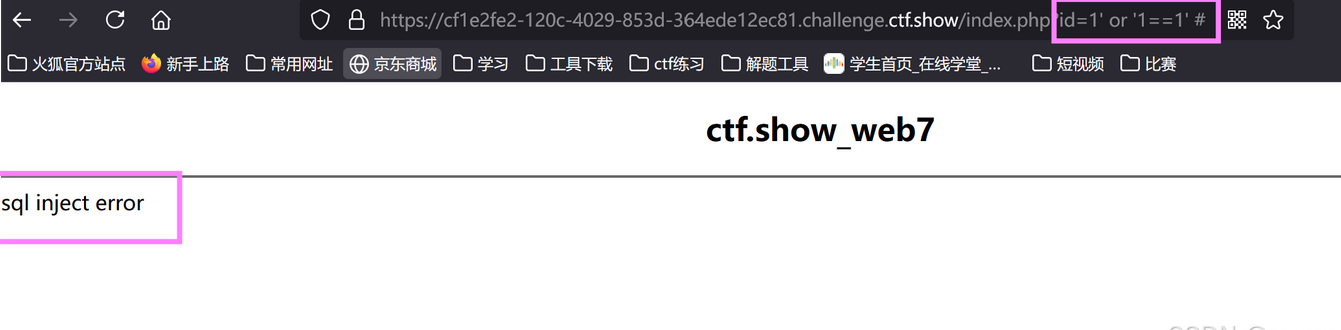 https://cf1e2fe2-120c-4029-853d-364ede12ec81.challenge.ctf.show/index.php?id=1' or '1==1' #
火狐官方站点 新手上路 常用网址 京东商城 学习 工具下载 ctf练习 解题工具 学生首页_在线学堂_... 短视频 比赛
ctf.show_web7
sql inject error